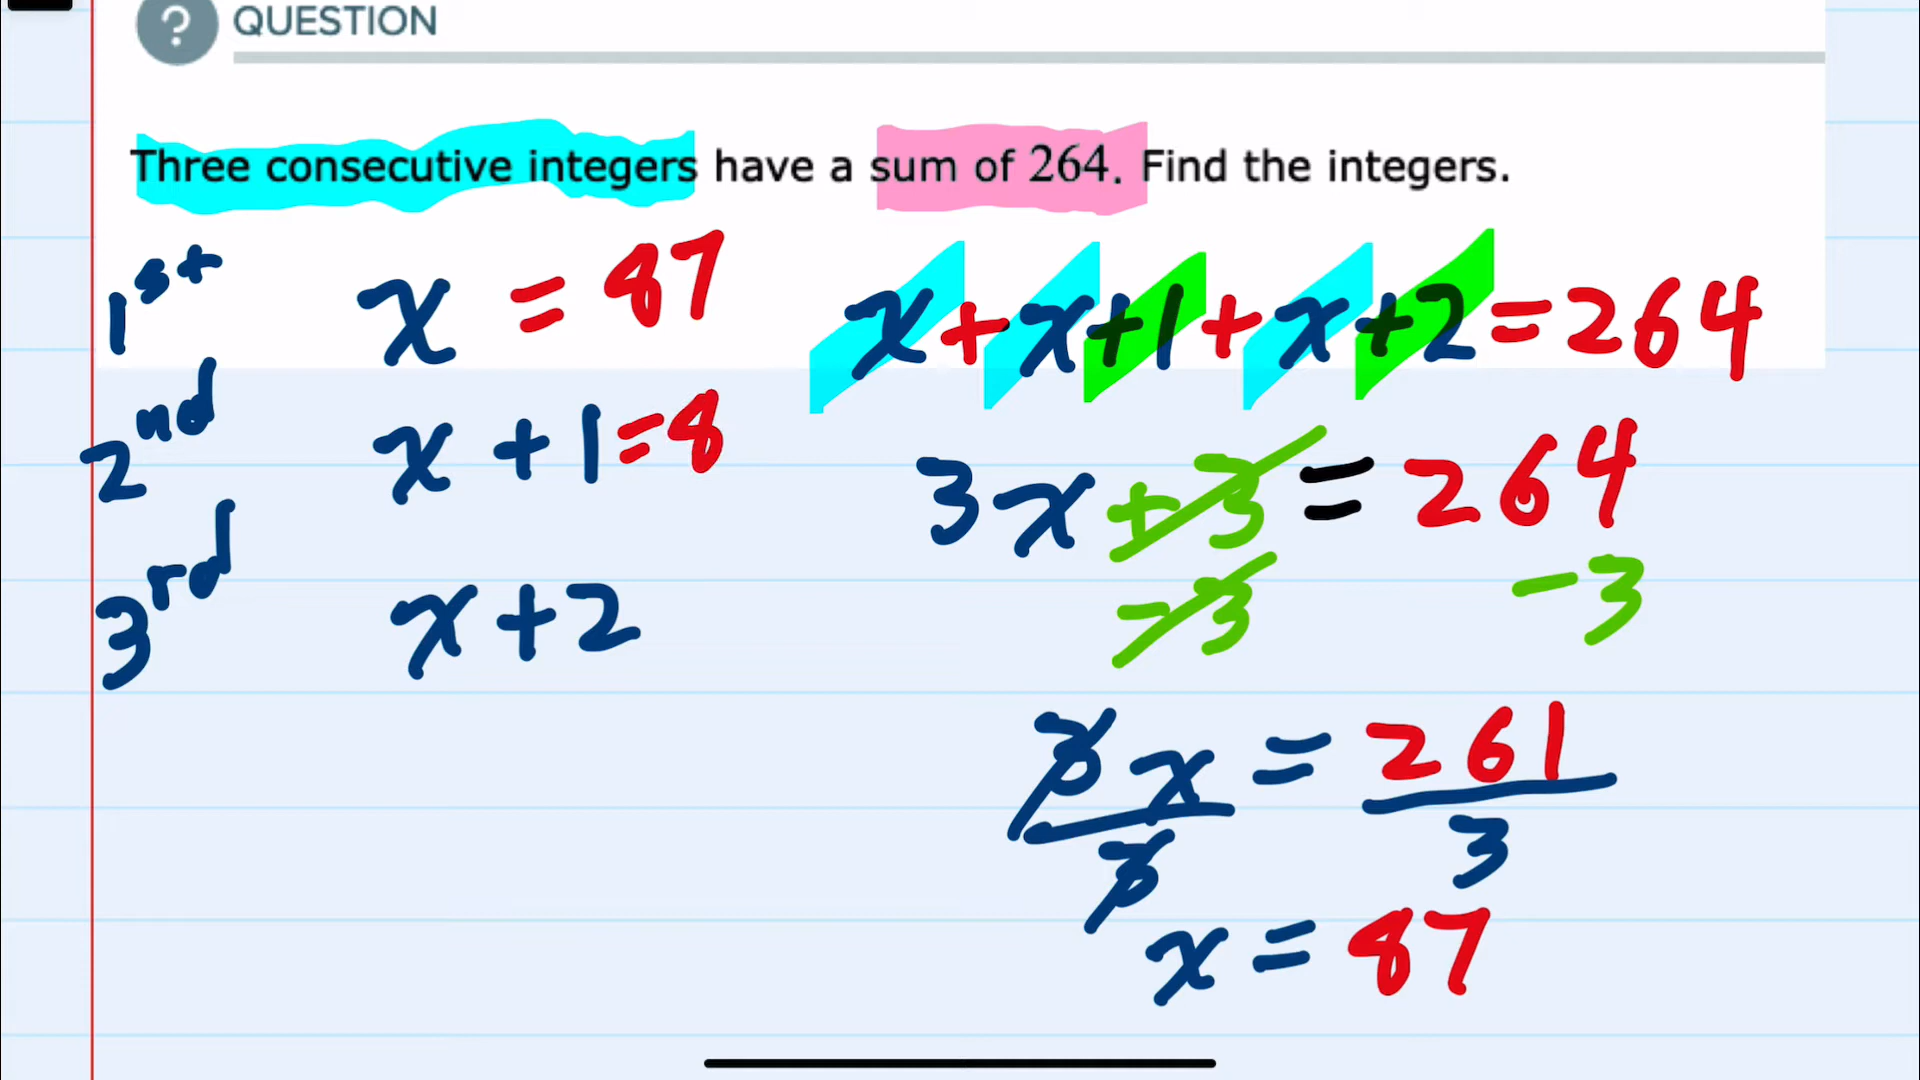 ? QUESTION
Three consecutive integers have a sum of 264. Find the integers.
1st x = 87
x + x + 1 + x + 2 = 264
2nd x + 1 = 8
3x + 3 = 264
- 3 - 3
3rd x + 2
3x = 261
3 3
x = 87